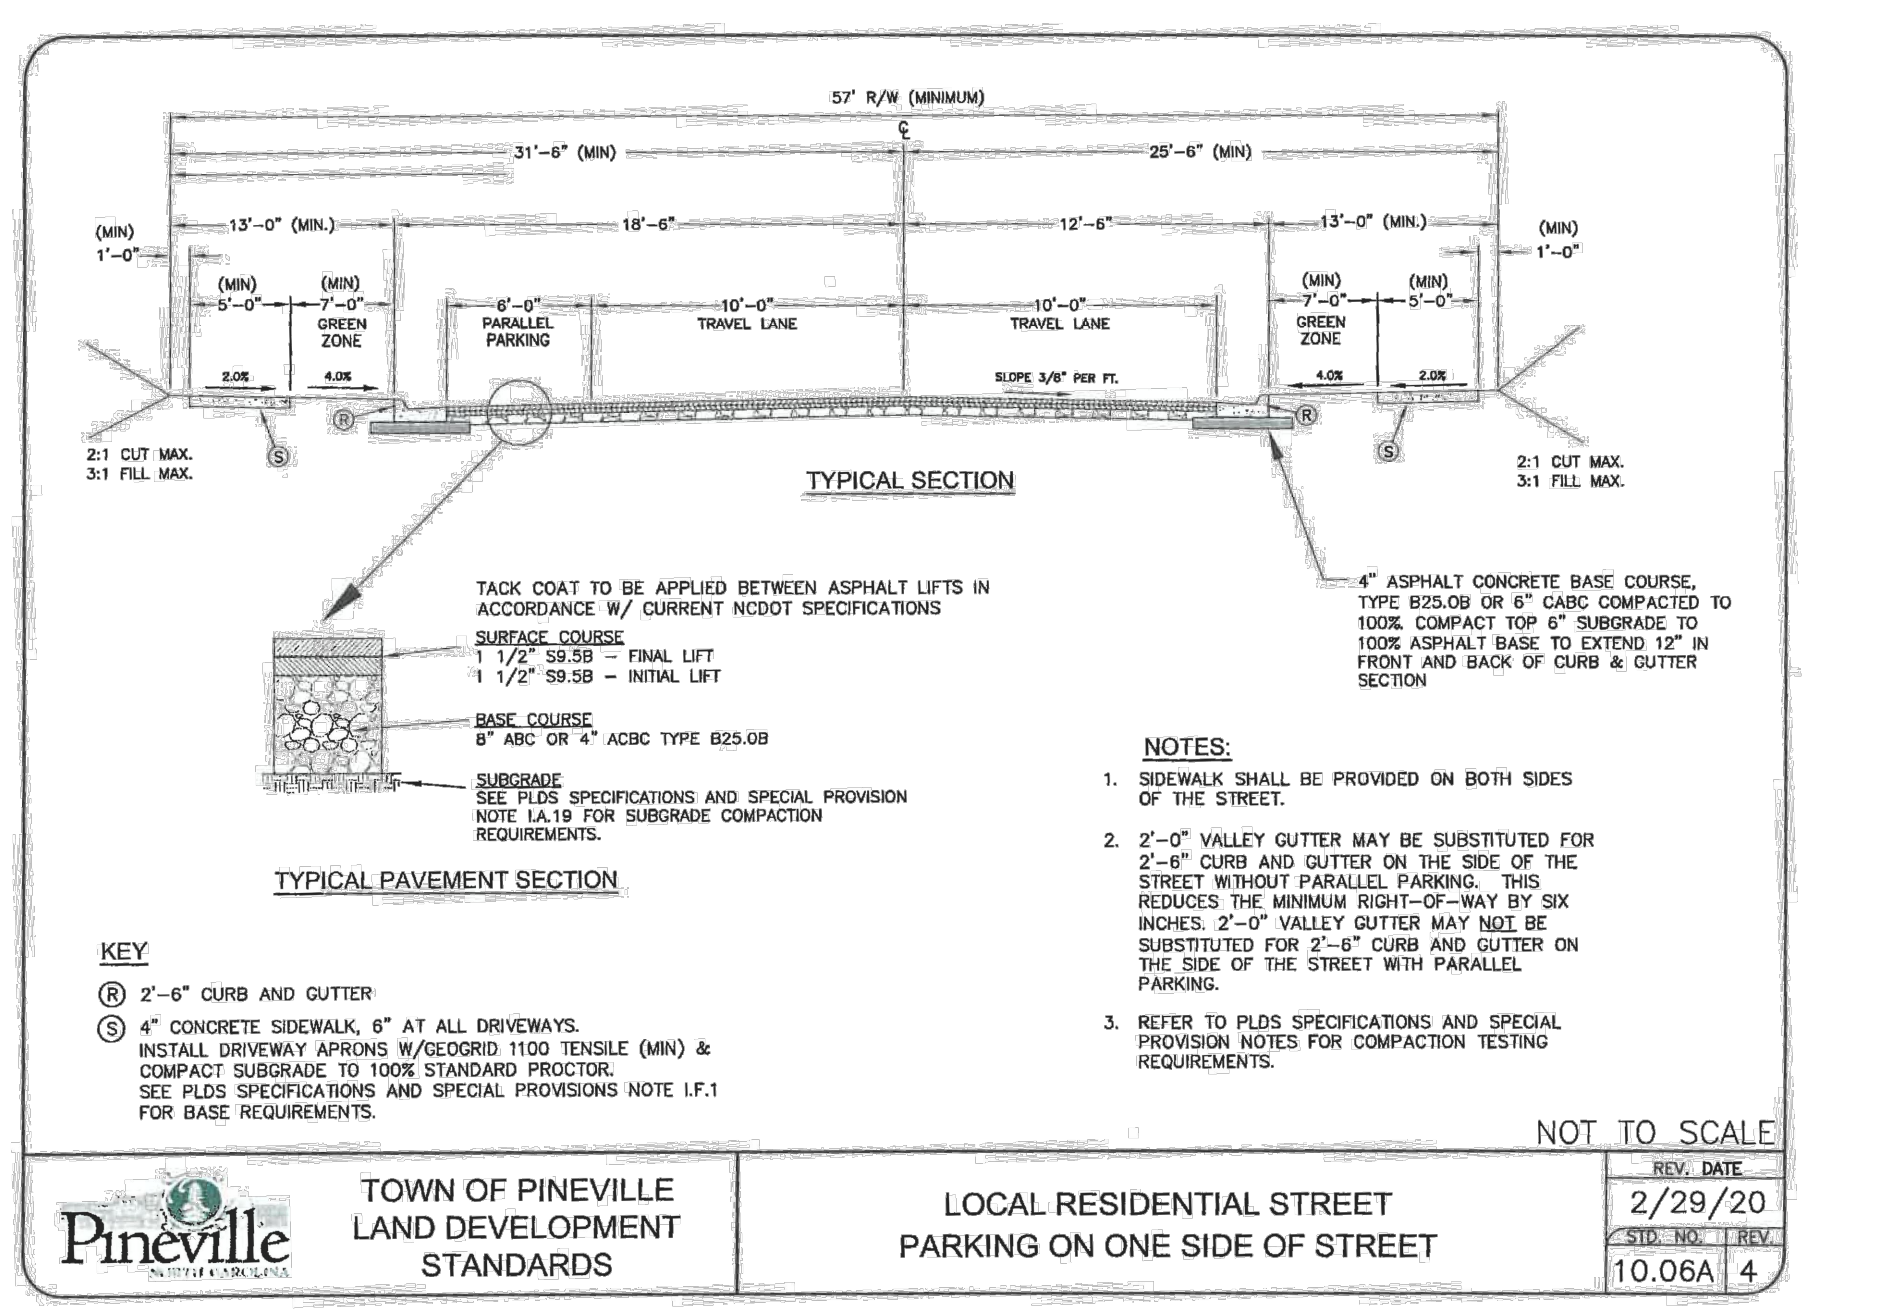 57' R/W (MINIMUM)
℄
31'-6" (MIN)
25'-6" (MIN)
13'-0" (MIN.)
18'-6"
12'-6"
13'-0" (MIN.)
(MIN)
1'-0"
(MIN)
1'-0"
(MIN)
5'-0"
(MIN)
7'-0"
GREEN
ZONE
6'-0"
PARALLEL
PARKING
10'-0"
TRAVEL LANE
10'-0"
TRAVEL LANE
(MIN)
7'-0"
GREEN
ZONE
(MIN)
5'-0"
2.0%
4.0%
SLOPE 3/8" PER FT.
4.0%
2.0%
R
S
R
S
2:1 CUT MAX.
3:1 FILL MAX.
2:1 CUT MAX.
3:1 FILL MAX.
TYPICAL SECTION
TACK COAT TO BE APPLIED BETWEEN ASPHALT LIFTS IN
ACCORDANCE W/ CURRENT NCDOT SPECIFICATIONS
SURFACE COURSE
1 1/2" S9.5B - FINAL LIFT
1 1/2" S9.5B - INITIAL LIFT
BASE COURSE
8" ABC OR 4" ACBC TYPE B25.0B
SUBGRADE
SEE PLDS SPECIFICATIONS AND SPECIAL PROVISION
NOTE I.A.19 FOR SUBGRADE COMPACTION
REQUIREMENTS.
TYPICAL PAVEMENT SECTION
4" ASPHALT CONCRETE BASE COURSE,
TYPE B25.0B OR 6" CABC COMPACTED TO
100%. COMPACT TOP 6" SUBGRADE TO
100% ASPHALT BASE TO EXTEND 12" IN
FRONT AND BACK OF CURB & GUTTER
SECTION
NOTES:
1. SIDEWALK SHALL BE PROVIDED ON BOTH SIDES
OF THE STREET.
2. 2'-0" VALLEY GUTTER MAY BE SUBSTITUTED FOR
2'-6" CURB AND GUTTER ON THE SIDE OF THE
STREET WITHOUT PARALLEL PARKING. THIS
REDUCES THE MINIMUM RIGHT-OF-WAY BY SIX
INCHES. 2'-0" VALLEY GUTTER MAY NOT BE
SUBSTITUTED FOR 2'-6" CURB AND GUTTER ON
THE SIDE OF THE STREET WITH PARALLEL
PARKING.
3. REFER TO PLDS SPECIFICATIONS AND SPECIAL
PROVISION NOTES FOR COMPACTION TESTING
REQUIREMENTS.
KEY
R 2'-6" CURB AND GUTTER
S 4" CONCRETE SIDEWALK, 6" AT ALL DRIVEWAYS.
INSTALL DRIVEWAY APRONS W/GEOGRID 1100 TENSILE (MIN) &
COMPACT SUBGRADE TO 100% STANDARD PROCTOR.
SEE PLDS SPECIFICATIONS AND SPECIAL PROVISIONS NOTE I.F.1
FOR BASE REQUIREMENTS.
NOT TO SCALE
Pineville
NORTH CAROLINA
TOWN OF PINEVILLE
LAND DEVELOPMENT
STANDARDS
LOCAL RESIDENTIAL STREET
PARKING ON ONE SIDE OF STREET
REV. DATE
2/29/20
STD. NO. REV.
10.06A 4